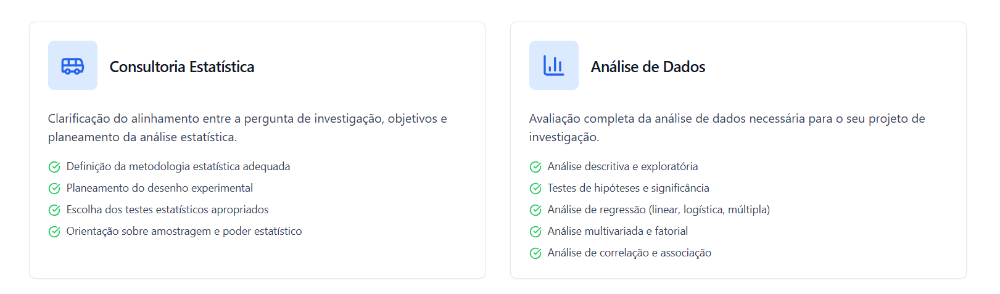 Consultoria Estatística
Clarificação do alinhamento entre a pergunta de investigação, objetivos e
planeamento da análise estatística.
Definição da metodologia estatística adequada
Planeamento do desenho experimental
Escolha dos testes estatísticos apropriados
Orientação sobre amostragem e poder estatístico
Análise de Dados
Avaliação completa da análise de dados necessária para o seu projeto de
investigação.
Análise descritiva e exploratória
Testes de hipóteses e significância
Análise de regressão (linear, logística, múltipla)
Análise multivariada e fatorial
Análise de correlação e associação